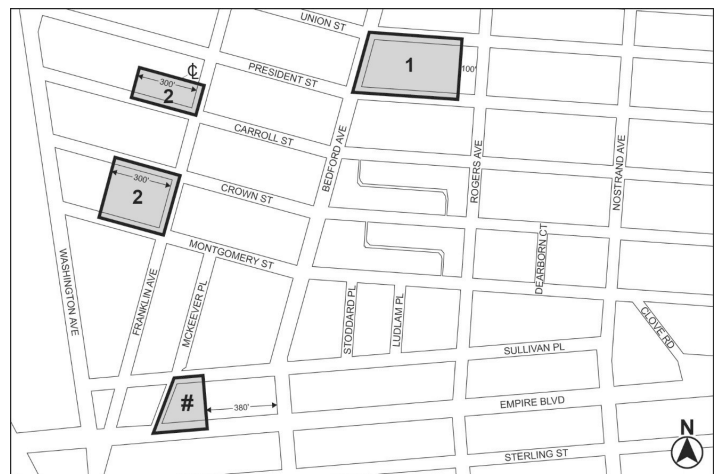 UNION ST
1
100'
PRESIDENT ST
℄
300'
2
CARROLL ST
BEDFORD AVE
ROGERS AVE
NOSTRAND AVE
300'
2
CROWN ST
MONTGOMERY ST
WASHINGTON AVE
FRANKLIN AVE
MCKEEVER PL
STODDARD PL
LUDLAM PL
DEARBORN CT
CLOVE RD
SULLIVAN PL
#
380'
EMPIRE BLVD
STERLING ST
N